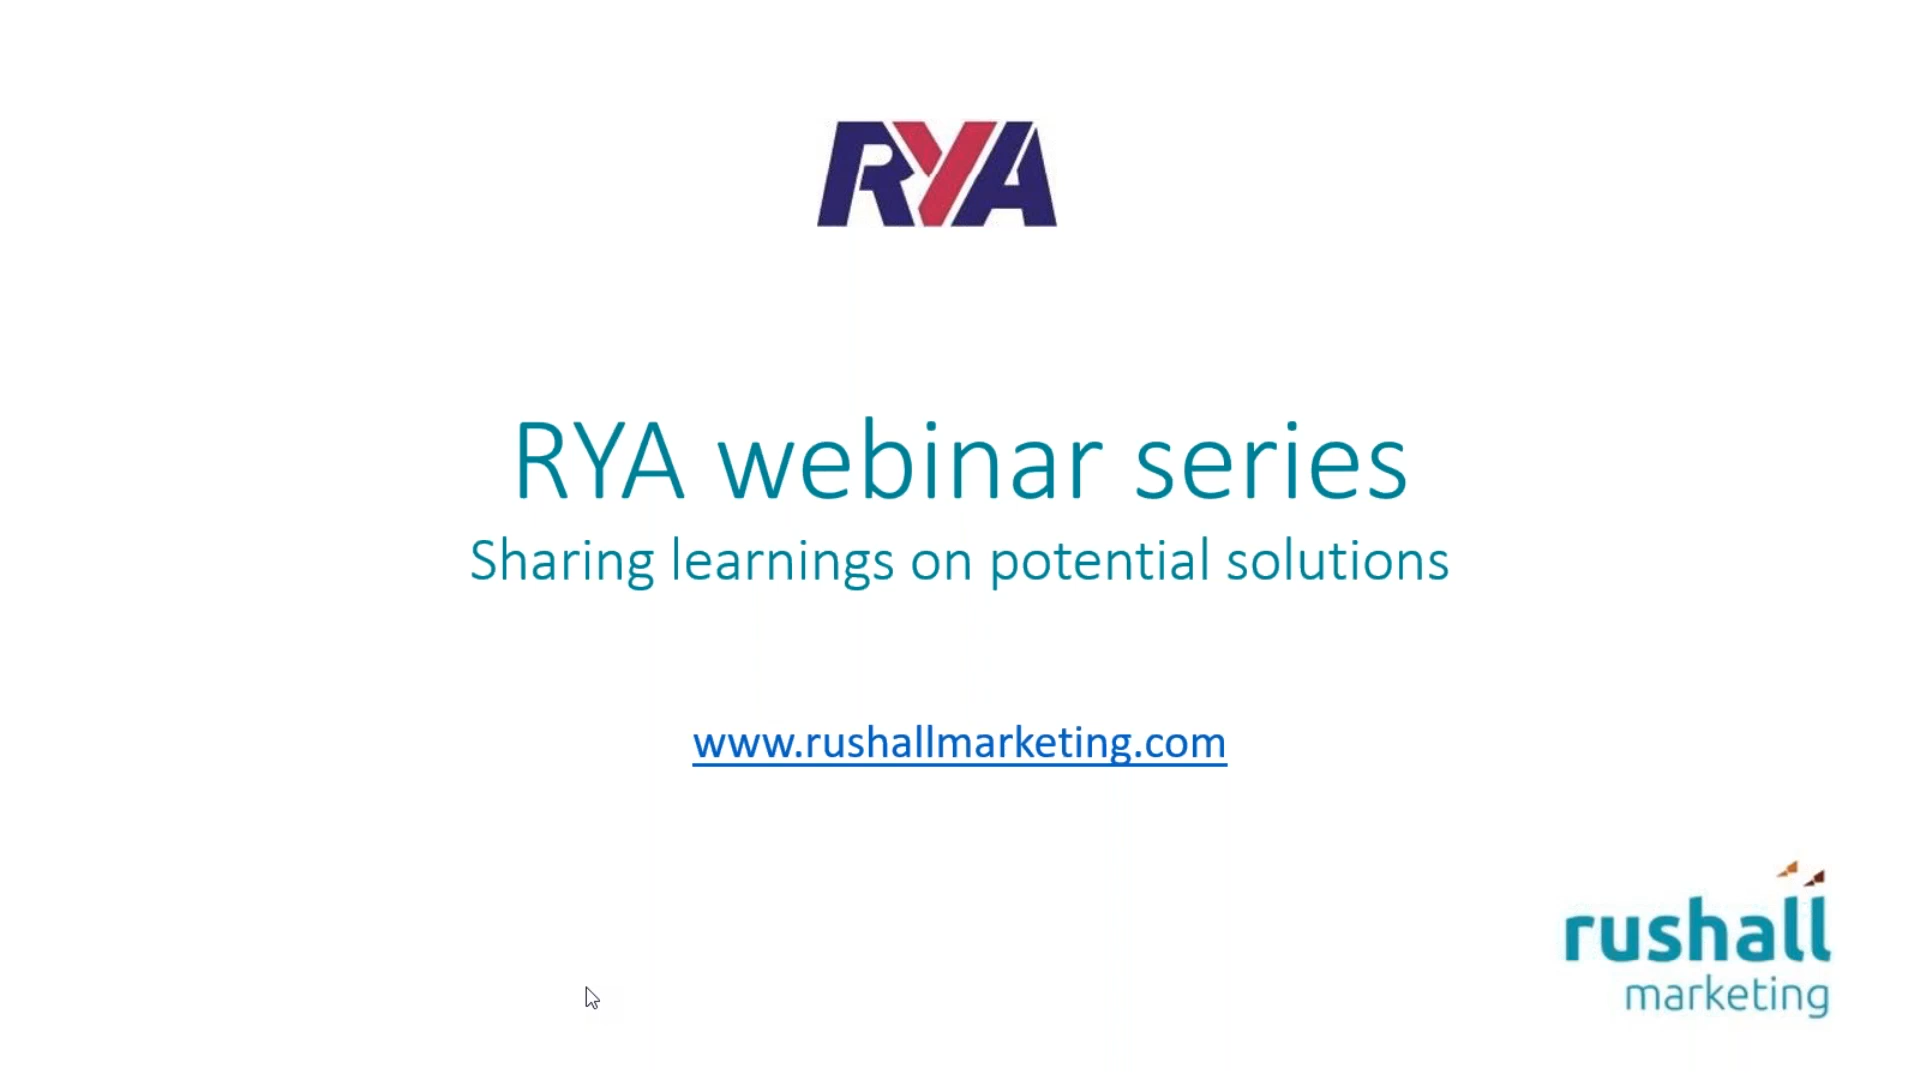 RYA
RYA webinar series
Sharing learnings on potential solutions
www.rushallmarketing.com
rushall
marketing